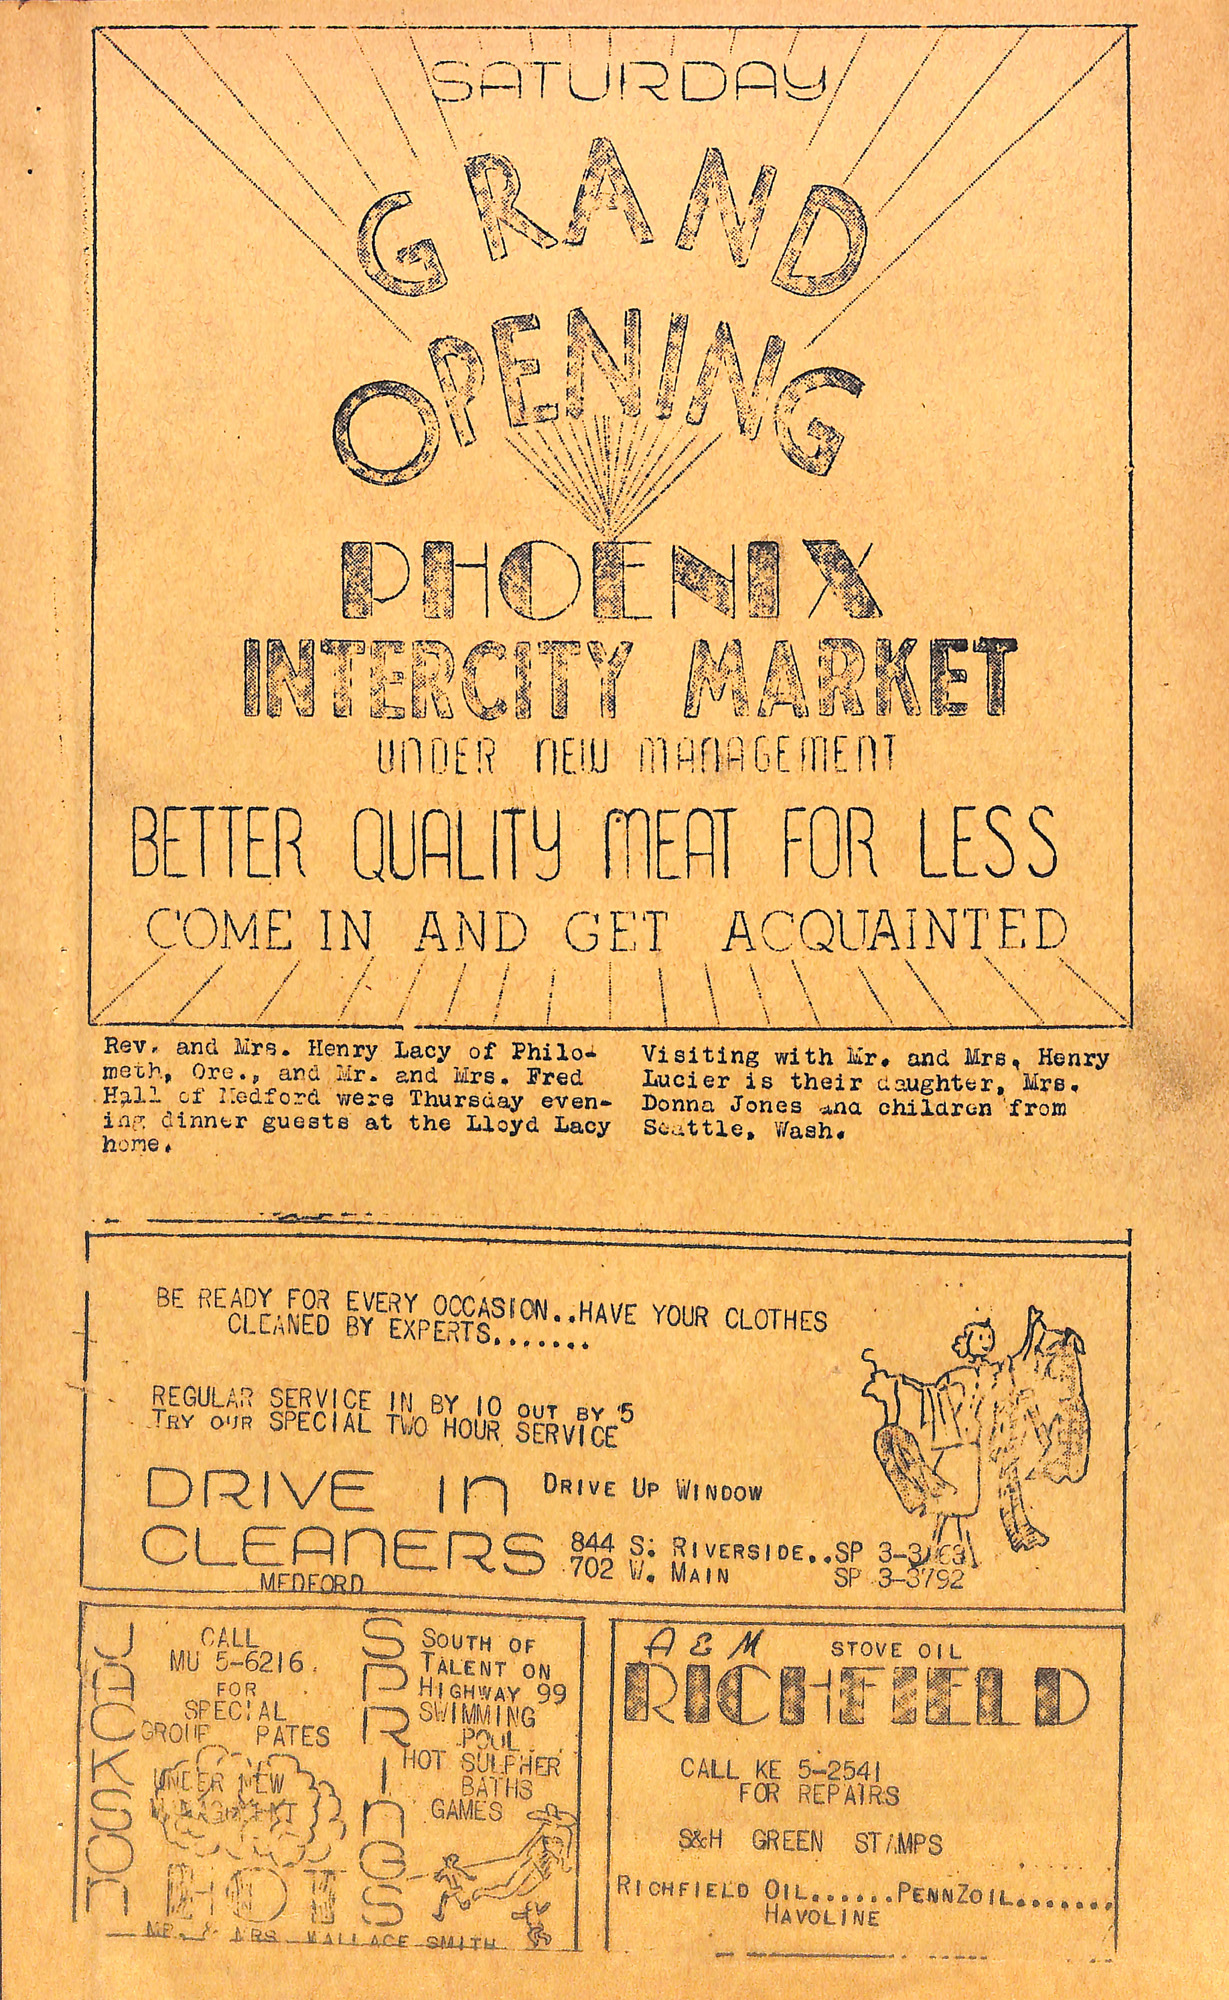 SATURDAY
GRAND
OPENING
PHOENIX
INTERCITY MARKET
UNDER NEW MANAGEMENT
BETTER QUALITY MEAT FOR LESS
COME IN AND GET ACQUAINTED
Rev. and Mrs. Henry Lacy of Philo-
meth, Ore., and Mr. and Mrs. Fred
Hall of Medford were Thursday even-
ing dinner guests at the Lloyd Lacy
home.
Visiting with Mr. and Mrs. Henry
Lucier is their daughter, Mrs.
Donna Jones and children from
Seattle, Wash.
BE READY FOR EVERY OCCASION..HAVE YOUR CLOTHES
CLEANED BY EXPERTS.......
REGULAR SERVICE IN BY 10 OUT BY 5
TRY OUR SPECIAL TWO HOUR SERVICE
DRIVE In DRIVE UP WINDOW
CLEANERS
844 S. RIVERSIDE..SP
702 W. MAIN SP 3-3792
MEDFORD
JACKSON
CALL
MU 5-6216
FOR
SPECIAL
GROUP PATES
UNDER NEW
HOT
SPRINGS
SOUTH OF
TALENT ON
HIGHWAY 99
SWIMMING
POOL
HOT SULPHER
BATHS
GAMES
MR. & MRS WALLACE SMITH
A & M STOVE OIL
RICHFIELD
CALL KE 5-2541
FOR REPAIRS
S&H GREEN STAMPS
RICHFIELD OIL......PENNZOIL.......
HAVOLINE